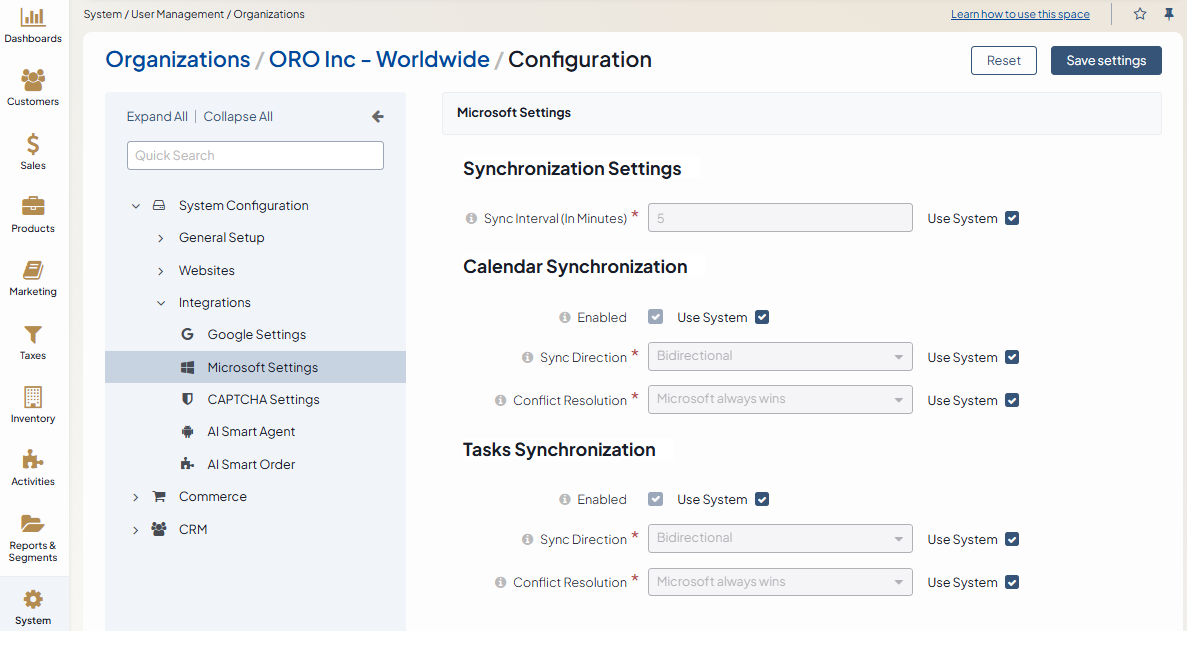 System / User Management / Organizations
Learn how to use this space
Dashboards
Customers
Sales
Products
Marketing
Taxes
Inventory
Activities
Reports &
Segments
System
Organizations / ORO Inc - Worldwide / Configuration
Reset
Save settings
Expand All | Collapse All
Quick Search
System Configuration
General Setup
Websites
Integrations
Google Settings
Microsoft Settings
CAPTCHA Settings
AI Smart Agent
AI Smart Order
Commerce
CRM
Microsoft Settings
Synchronization Settings
Sync Interval (In Minutes) * 5 Use System
Calendar Synchronization
Enabled Use System
Sync Direction * Bidirectional Use System
Conflict Resolution * Microsoft always wins Use System
Tasks Synchronization
Enabled Use System
Sync Direction * Bidirectional Use System
Conflict Resolution * Microsoft always wins Use System